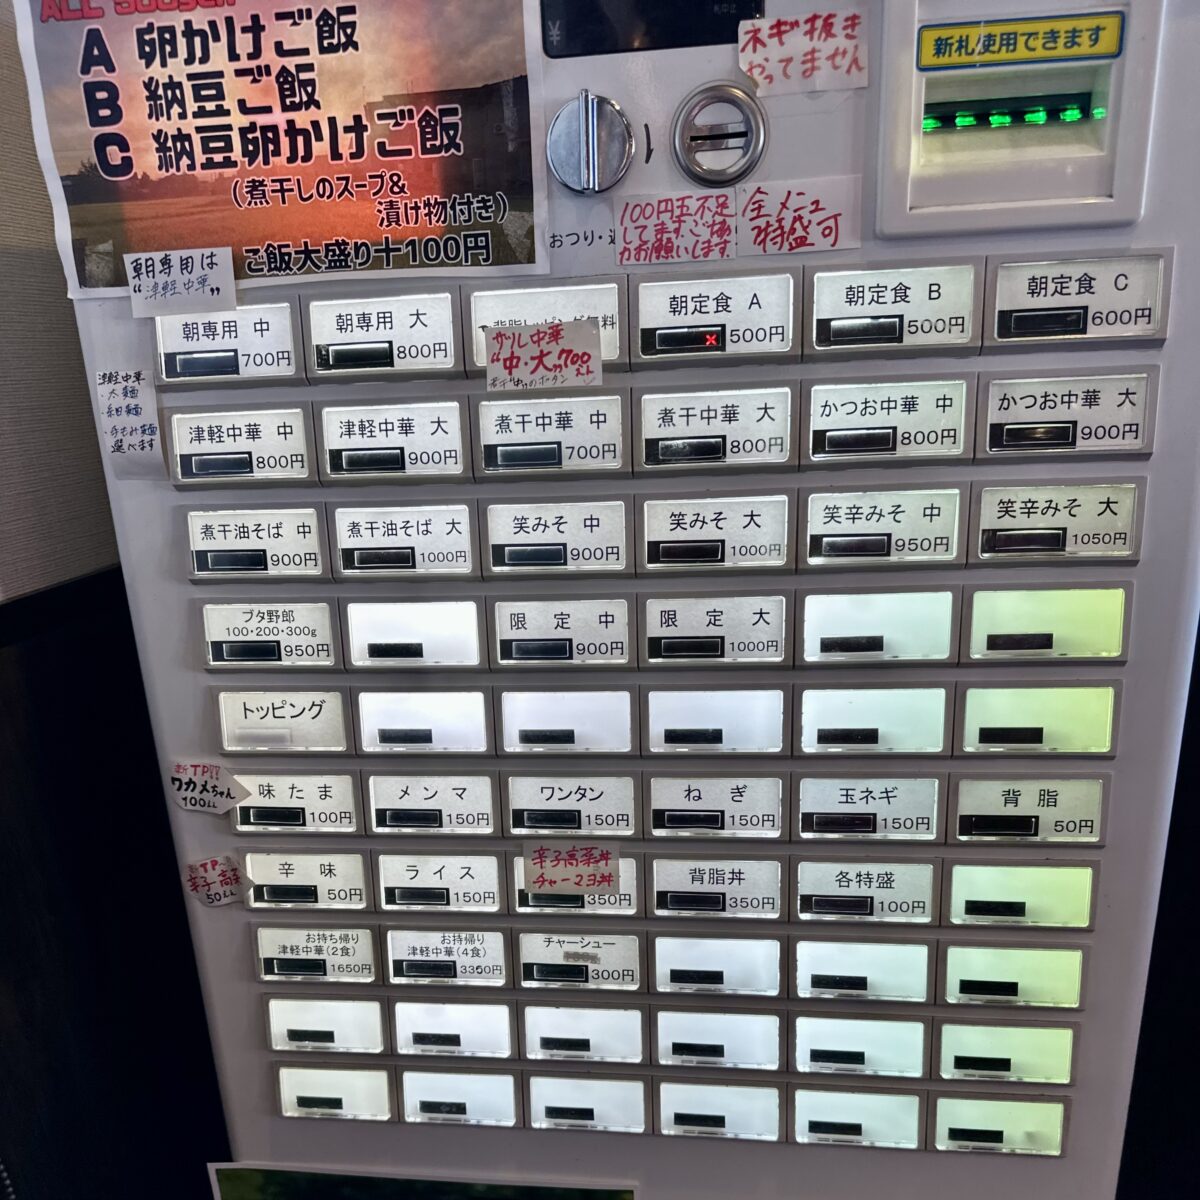 A 卵かけご飯
B 納豆ご飯
C 納豆卵かけご飯
(煮干しのスープ&
漬け物付き)
ご飯大盛り+100円
ネギ抜き
やってません
新札使用できます
100円玉不足
してます。ご協
力お願いします。
全メニュー
特盛可
おつり・
朝専用は
"津軽中華"
朝専用 中
700円
朝専用 大
800円
ザル中華
"中・大"700
煮干"中"のボタン
朝定食 A
500円
朝定食 B
500円
朝定食 C
600円
津軽中華
・太麺
・細麺
・手もみ麺
選べます
津軽中華 中
800円
津軽中華 大
900円
煮干中華 中
700円
煮干中華 大
800円
かつお中華 中
800円
かつお中華 大
900円
煮干油そば 中
900円
煮干油そば 大
1000円
笑みそ 中
900円
笑みそ 大
1000円
笑辛みそ 中
950円
笑辛みそ 大
1050円
ブタ野郎
100・200・300g
950円
限定 中
900円
限定 大
1000円
トッピング
新TP!!
ワカメちゃん
100
味たま
100円
メンマ
150円
ワンタン
150円
ねぎ
150円
玉ネギ
150円
背脂
50円
TP
辛子高菜
50
辛味
50円
ライス
150円
辛子高菜丼
チャーマヨ丼
350円
背脂丼
350円
各特盛
100円
お持ち帰り
津軽中華(2食)
1650円
お持帰り
津軽中華(4食)
3350円
チャーシュー
300円